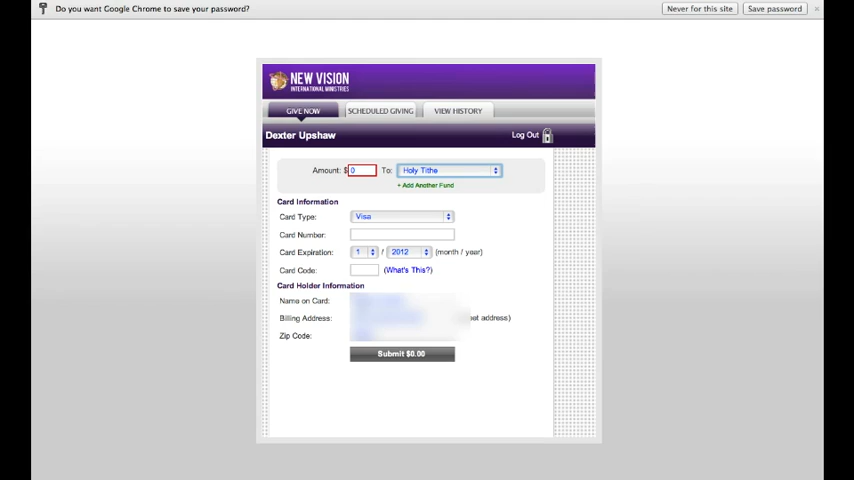 Do you want Google Chrome to save your password? Never for this site Save password ×
NEW VISION
INTERNATIONAL MINISTRIES
GIVE NOW SCHEDULED GIVING VIEW HISTORY
Dexter Upshaw Log Out
Amount: $ 0 To: Holy Tithe
+ Add Another Fund
Card Information
Card Type: Visa
Card Number:
Card Expiration: 1 / 2012 (month / year)
Card Code: (What's This?)
Card Holder Information
Name on Card:
Billing Address: address)
Zip Code:
Submit $0.00